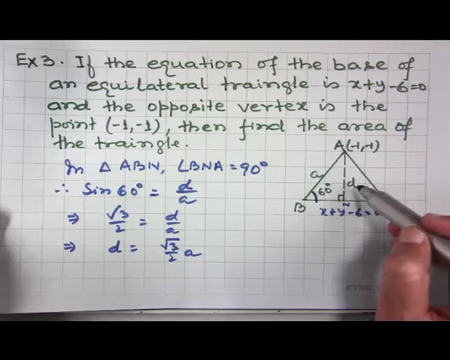 Ex 3. If the equation of the base of
an equilateral traingle is x+y-6=0
and the opposite vertex is the
point (-1,-1), then find the area of
the traingle.
A(-1,-1)
In △ ABN, ∠BNA = 90°
∴ Sin 60° = d/a
⇒ √3/2 = d/a
⇒ d = √3/2 a
a
d
60°
B
x+y-6=0